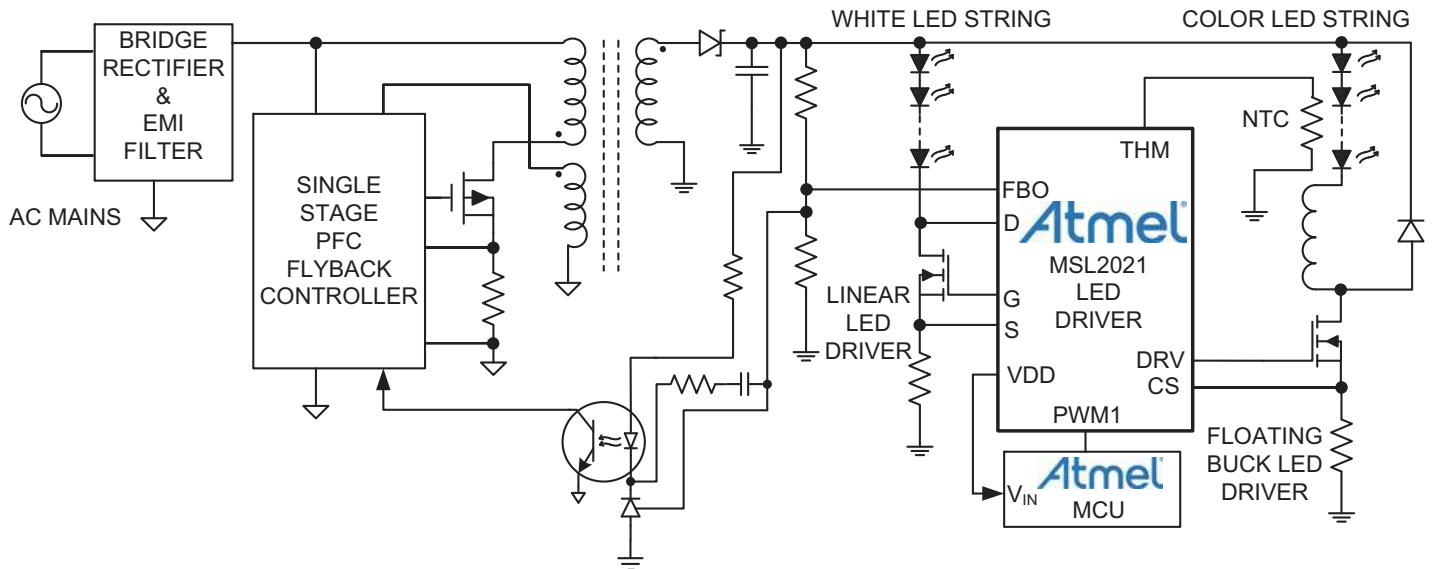 WHITE LED STRING
COLOR LED STRING
BRIDGE
RECTIFIER
&
EMI
FILTER
AC MAINS
SINGLE
STAGE
PFC
FLYBACK
CONTROLLER
NTC
THM
FBO
D
Atmel®
MSL2021
LED
DRIVER
G
S
LINEAR
LED
DRIVER
VDD
DRV
CS
PWM1
FLOATING
BUCK LED
DRIVER
Atmel®
VIN
MCU